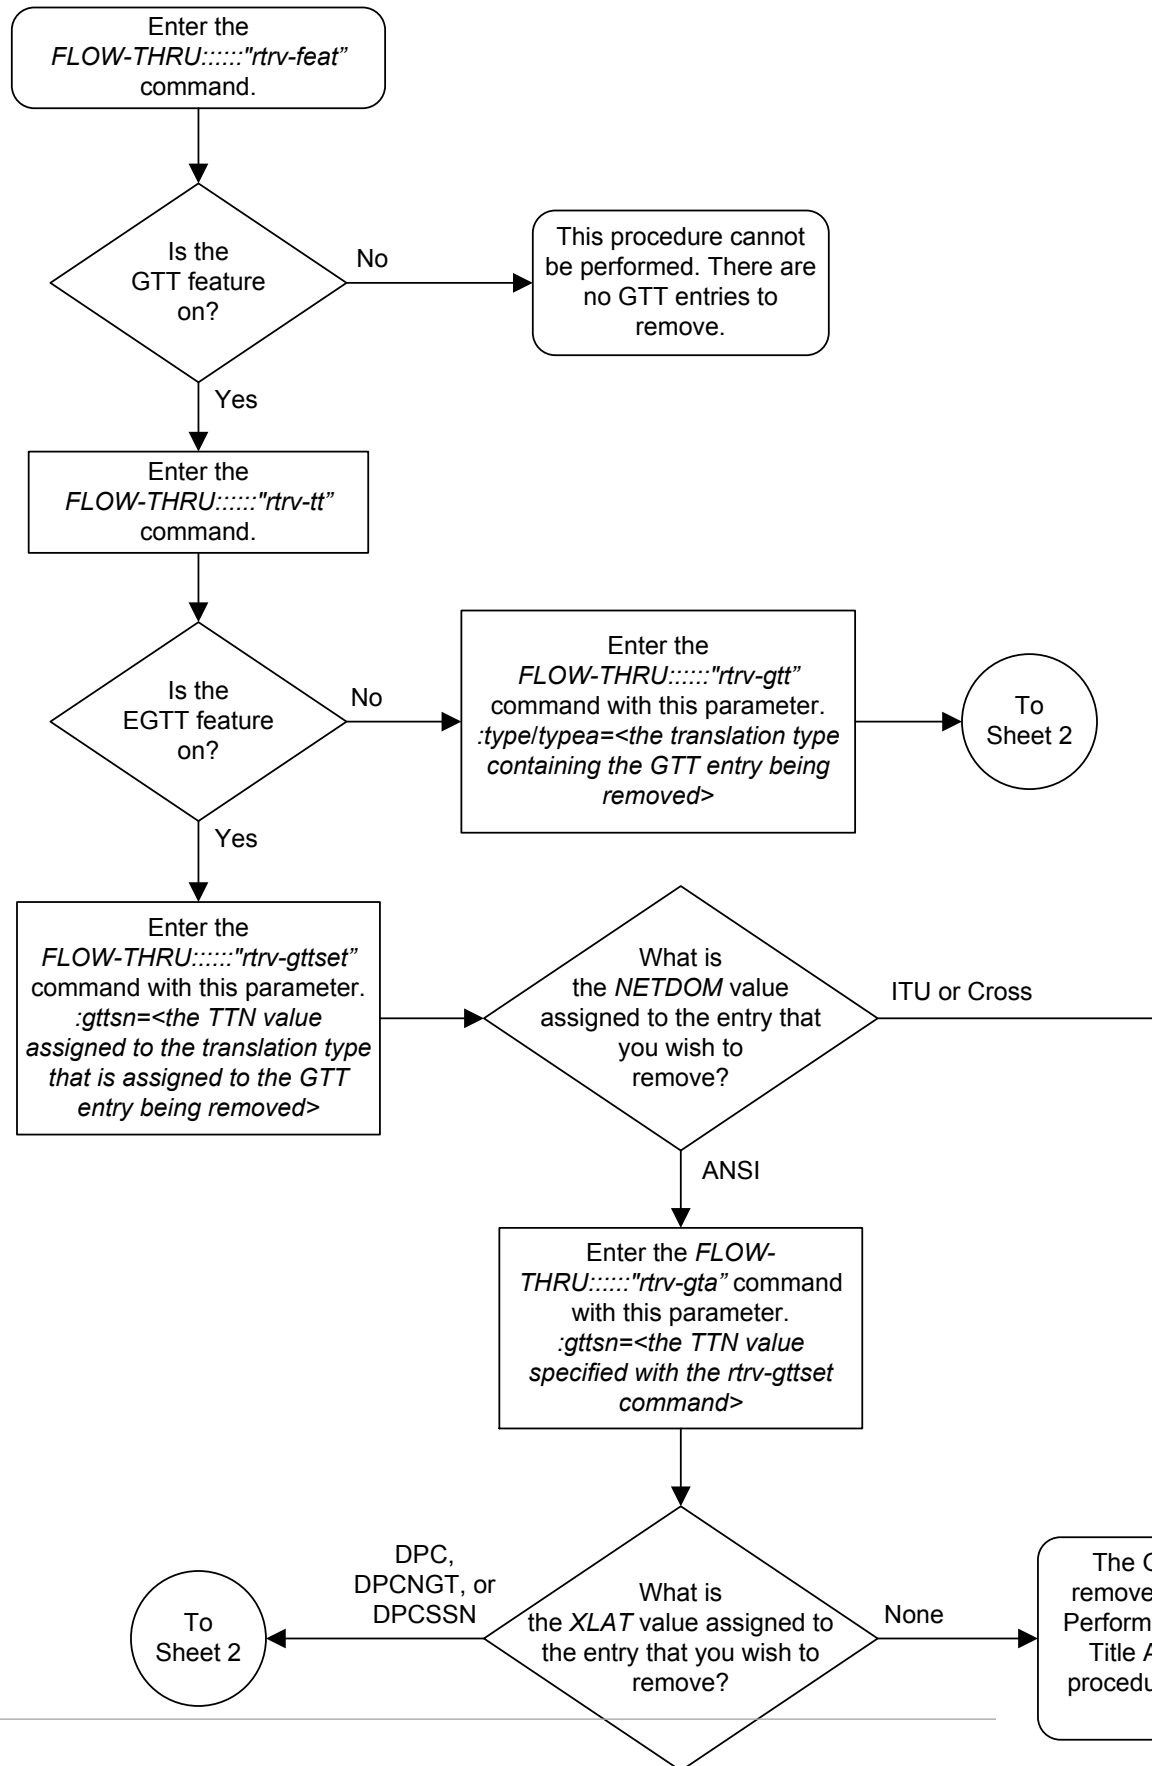 Enter the
FLOW-THRU::::::"rtrv-feat”
command.
Is the
GTT feature
on?
No
This procedure cannot
be performed. There are
no GTT entries to
remove.
Yes
Enter the
FLOW-THRU::::::"rtrv-tt”
command.
Is the
EGTT feature
on?
No
Enter the
FLOW-THRU::::::"rtrv-gtt”
command with this parameter.
:type/typea=<the translation type
containing the GTT entry being
removed>
To
Sheet 2
Yes
Enter the
FLOW-THRU::::::"rtrv-gttset”
command with this parameter.
:gttsn=<the TTN value
assigned to the translation type
that is assigned to the GTT
entry being removed>
What is
the NETDOM value
assigned to the entry that
you wish to
remove?
ITU or Cross
ANSI
Enter the FLOW-
THRU::::::"rtrv-gta” command
with this parameter.
:gttsn=<the TTN value
specified with the rtrv-gttset
command>
DPC,
DPCNGT, or
DPCSSN
To
Sheet 2
What is
the XLAT value assigned to
the entry that you wish to
remove?
None
The
remove
Perform
Title
procedu